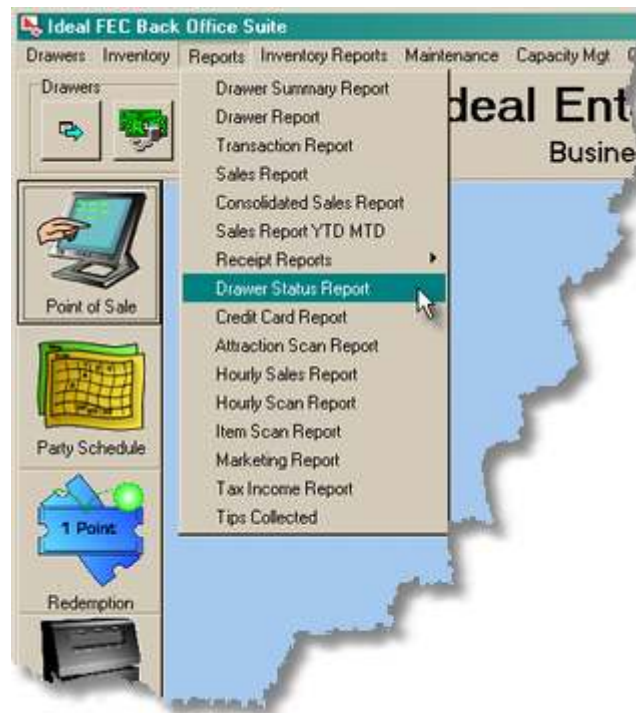 Ideal FEC Back Office Suite
Drawers Inventory Reports Inventory Reports Maintenance Capacity Mgt
Drawers
Drawer Summary Report
Drawer Report
Transaction Report
Sales Report
Consolidated Sales Report
Sales Report YTD MTD
Receipt Reports
Drawer Status Report
Credit Card Report
Attraction Scan Report
Hourly Sales Report
Hourly Scan Report
Item Scan Report
Marketing Report
Tax Income Report
Tips Collected
deal Ent
Busine
Point of Sale
Party Schedule
1 Point
Redemption